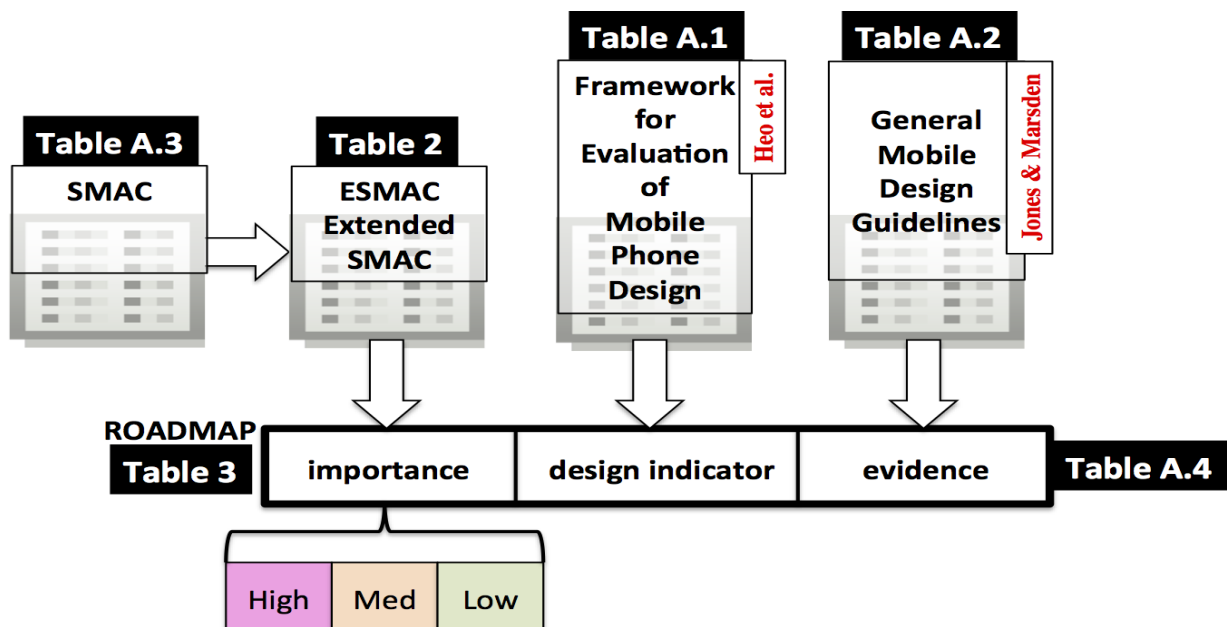 Table A.1
Table A.2
Framework
for
Evaluation
of
Mobile
Phone
Design
Heo et al.
General
Mobile
Design
Guidelines
Jones & Marsden
Table A.3
SMAC
Table 2
ESMAC
Extended
SMAC
ROADMAP
Table 3
importance
design indicator
evidence
Table A.4
High
Med
Low